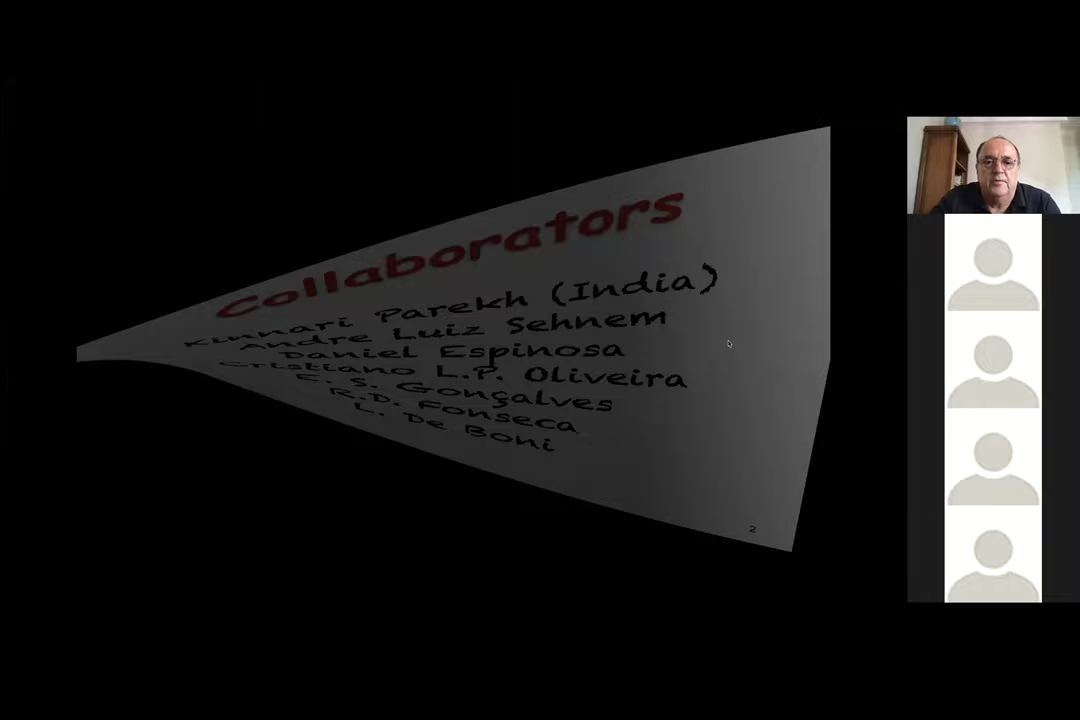 Collaborators
Kinnari Parekh (India)
Andre Luiz Sehnem
Daniel Espinosa
Cristiano L.P. Oliveira
F. S. Gonçalves
R.D. Fonseca
L. De Boni
2